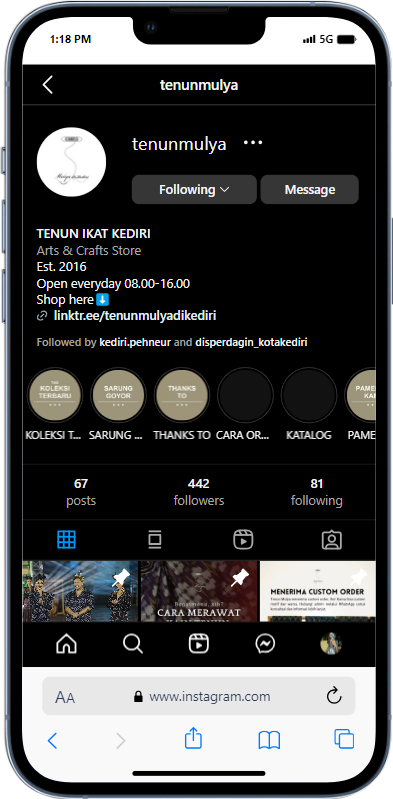 1:18 PM
5G
tenunmulya
tenunmulya
Following
Message
TENUN IKAT KEDIRI
Arts & Crafts Store
Est. 2016
Open everyday 08.00-16.00
Shop here
linktr.ee/tenunmulyadikediri
Followed by kediri.pehneur and disperdagin_kotakediri
KOLEKSI
TERBARU
SARUNG
GOYOR
THANKS
TO
PAMER
KAR
KOLEKSI T...
SARUNG ...
THANKS TO
CARA OR...
KATALOG
PAME
67
posts
442
followers
81
following
CARA MERAWAT
MENERIMA CUSTOM ORDER
AA
www.instagram.com